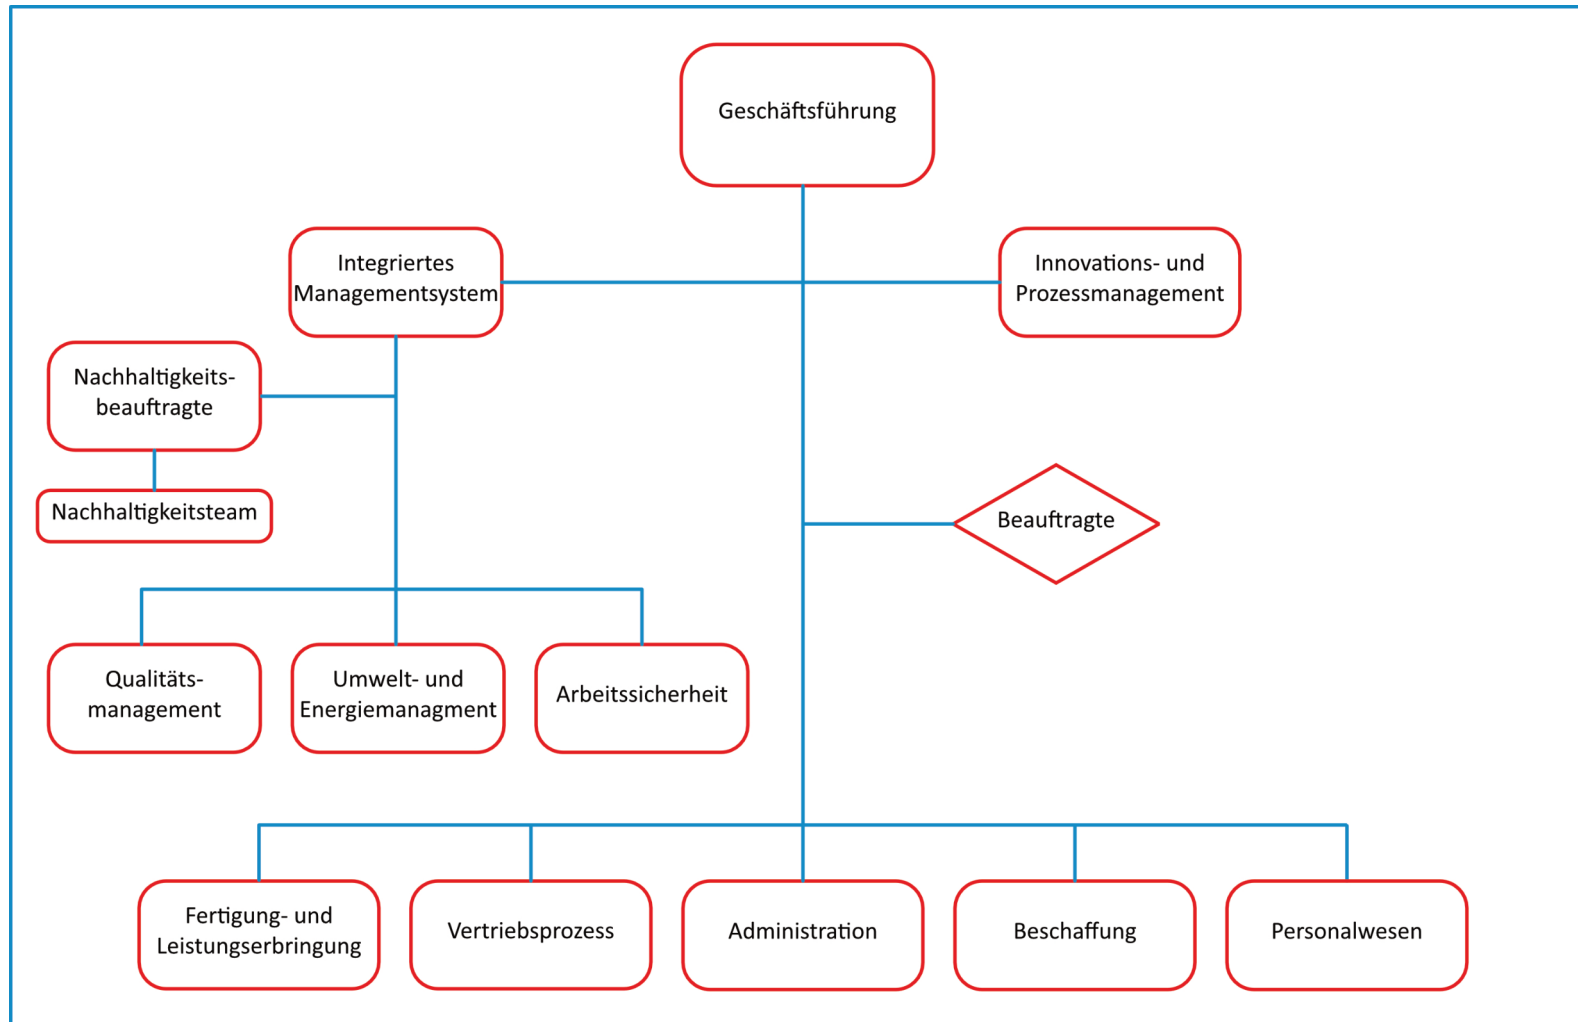 Geschäftsführung
Integriertes
Managementsystem
Innovations- und
Prozessmanagement
Nachhaltigkeits-
beauftragte
Nachhaltigkeitsteam
Beauftragte
Qualitäts-
management
Umwelt- und
Energiemanagment
Arbeitssicherheit
Fertigung- und
Leistungserbringung
Vertriebsprozess
Administration
Beschaffung
Personalwesen